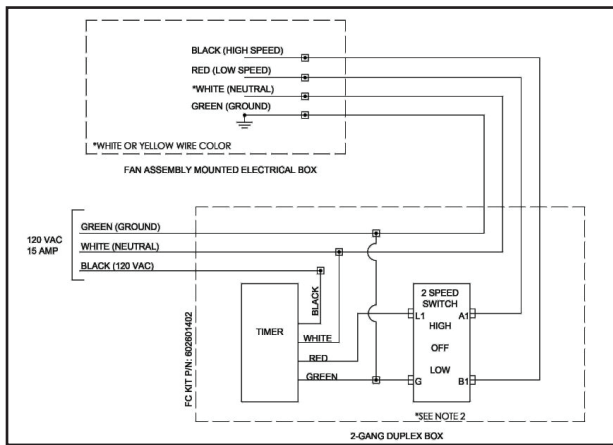 BLACK (HIGH SPEED)
RED (LOW SPEED)
*WHITE (NEUTRAL)
GREEN (GROUND)
*WHITE OR YELLOW WIRE COLOR
FAN ASSEMBLY MOUNTED ELECTRICAL BOX
120 VAC
15 AMP
GREEN (GROUND)
WHITE (NEUTRAL)
BLACK (120 VAC)
FC KIT P/N: 602601402
TIMER
BLACK
WHITE
RED
GREEN
2 SPEED
SWITCH
L1 A1
HIGH
OFF
LOW
G B1
*SEE NOTE 2
2-GANG DUPLEX BOX